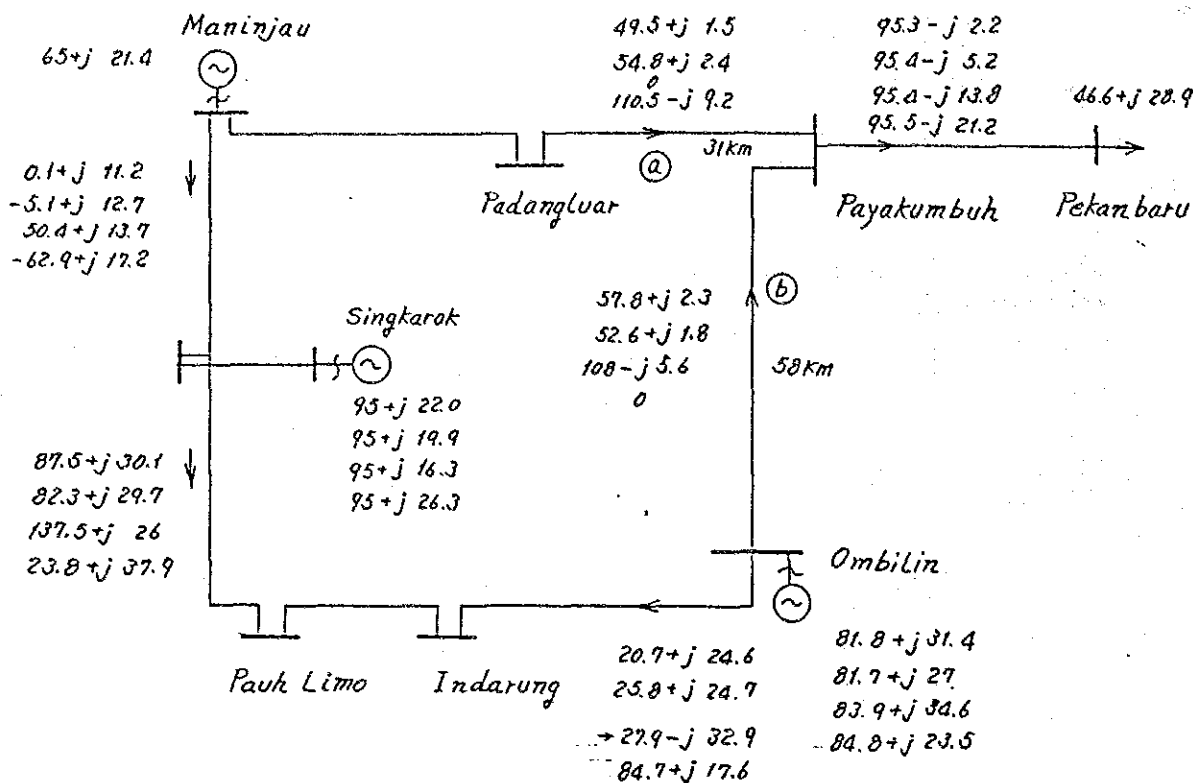 Maninjau
65+j 21.4
49.5+j 1.5
54.8+j 2.4
0
110.5-j 9.2
95.3-j 2.2
95.4-j 5.2
95.4-j 13.8
95.5-j 21.2
46.6+j 28.9
31Km
a
Padangluar
Payakumbuh
Pekanbaru
0.1+j 11.2
-5.1+j 12.7
50.4+j 13.7
-62.9+j 17.2
Singkarok
95+j 22.0
95+j 19.9
95+j 16.3
95+j 26.3
57.8+j 2.3
52.6+j 1.8
108-j 5.6
0
b
58Km
87.5+j 30.1
82.3+j 29.7
137.5+j 26
23.8+j 37.9
Ombilin
81.8+j 31.4
81.7+j 27
83.9+j 34.6
84.8+j 23.5
Pauh Limo
Indarung
20.7+j 24.6
25.8+j 24.7
→27.9-j 32.9
84.7+j 17.6